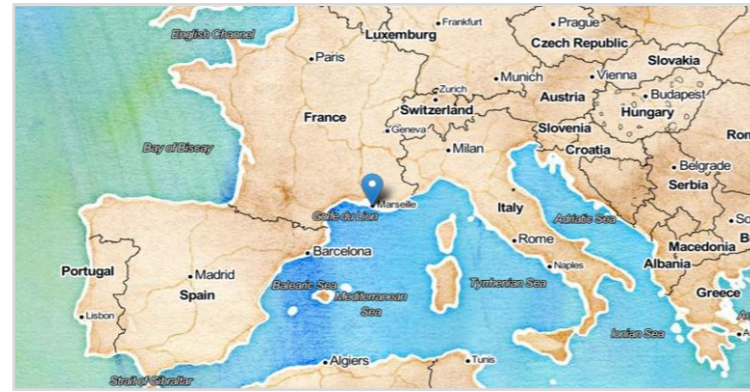 English Channel
Luxemburg
Frankfurt
Prague
Czech Republic
Paris
Slovakia
Munich
Vienna
Zurich
Budapest
Austria
France
Switzerland
Hungary
Geneva
Slovenia
Bay of Biscay
Milan
Croatia
Belgrade
Serbia
Marseille
Golfe du Lion
Italy
Adriatic Sea
Rome
Barcelona
Macedonia
Naples
Albania
Portugal
Madrid
Balearic Sea
Tyrrhenian Sea
Spain
Mediterranean
Sea
Greece
Lisbon
Ionian Sea
Algiers
Tunis
Strait of Gibraltar